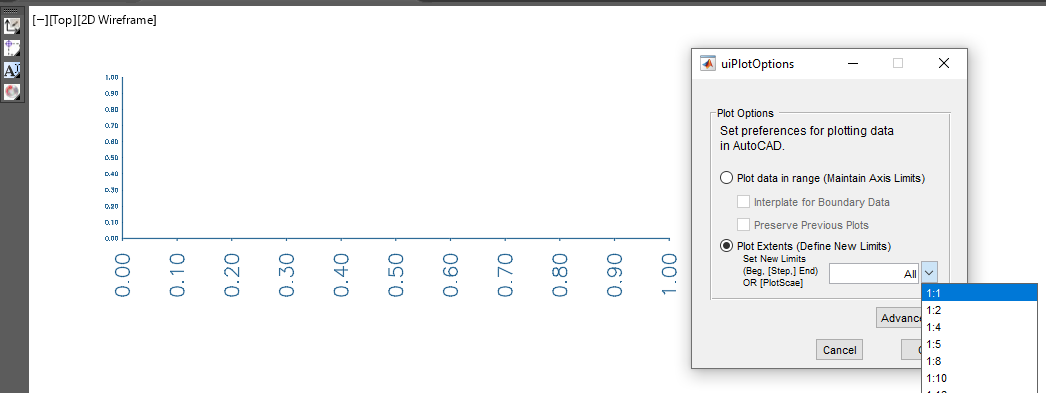 [−][Top][2D Wireframe]
1.00
0.90
0.80
0.70
0.60
0.50
0.40
0.30
0.20
0.10
0.00
0.00 0.10 0.20 0.30 0.40 0.50 0.60 0.70 0.80 0.90 1.00
uiPlotOptions
Plot Options
Set preferences for plotting data
in AutoCAD.
Plot data in range (Maintain Axis Limits)
Interplate for Boundary Data
Preserve Previous Plots
Plot Extents (Define New Limits)
Set New Limits
(Beg, [Step,] End)
OR [PlotScae]
All
1:1
1:2
1:4
1:5
1:8
1:10
Advance
Cancel